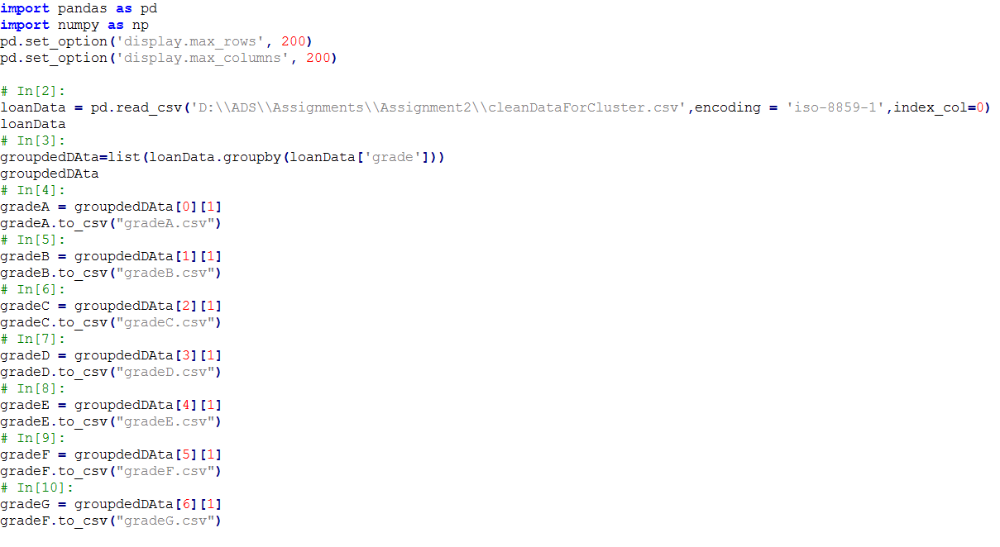 import pandas as pd
import numpy as np
pd.set_option('display.max_rows', 200)
pd.set_option('display.max_columns', 200)
# In[2]:
loanData = pd.read_csv('D:\\ADS\\Assignments\\Assignment2\\cleanDataForCluster.csv',encoding = 'iso-8859-1',index_col=0)
loanData
# In[3]:
groupdedDAta=list(loanData.groupby(loanData['grade']))
groupdedDAta
# In[4]:
gradeA = groupdedDAta[0][1]
gradeA.to_csv("gradeA.csv")
# In[5]:
gradeB = groupdedDAta[1][1]
gradeB.to_csv("gradeB.csv")
# In[6]:
gradeC = groupdedDAta[2][1]
gradeC.to_csv("gradeC.csv")
# In[7]:
gradeD = groupdedDAta[3][1]
gradeD.to_csv("gradeD.csv")
# In[8]:
gradeE = groupdedDAta[4][1]
gradeE.to_csv("gradeE.csv")
# In[9]:
gradeF = groupdedDAta[5][1]
gradeF.to_csv("gradeF.csv")
# In[10]:
gradeG = groupdedDAta[6][1]
gradeF.to_csv("gradeG.csv")